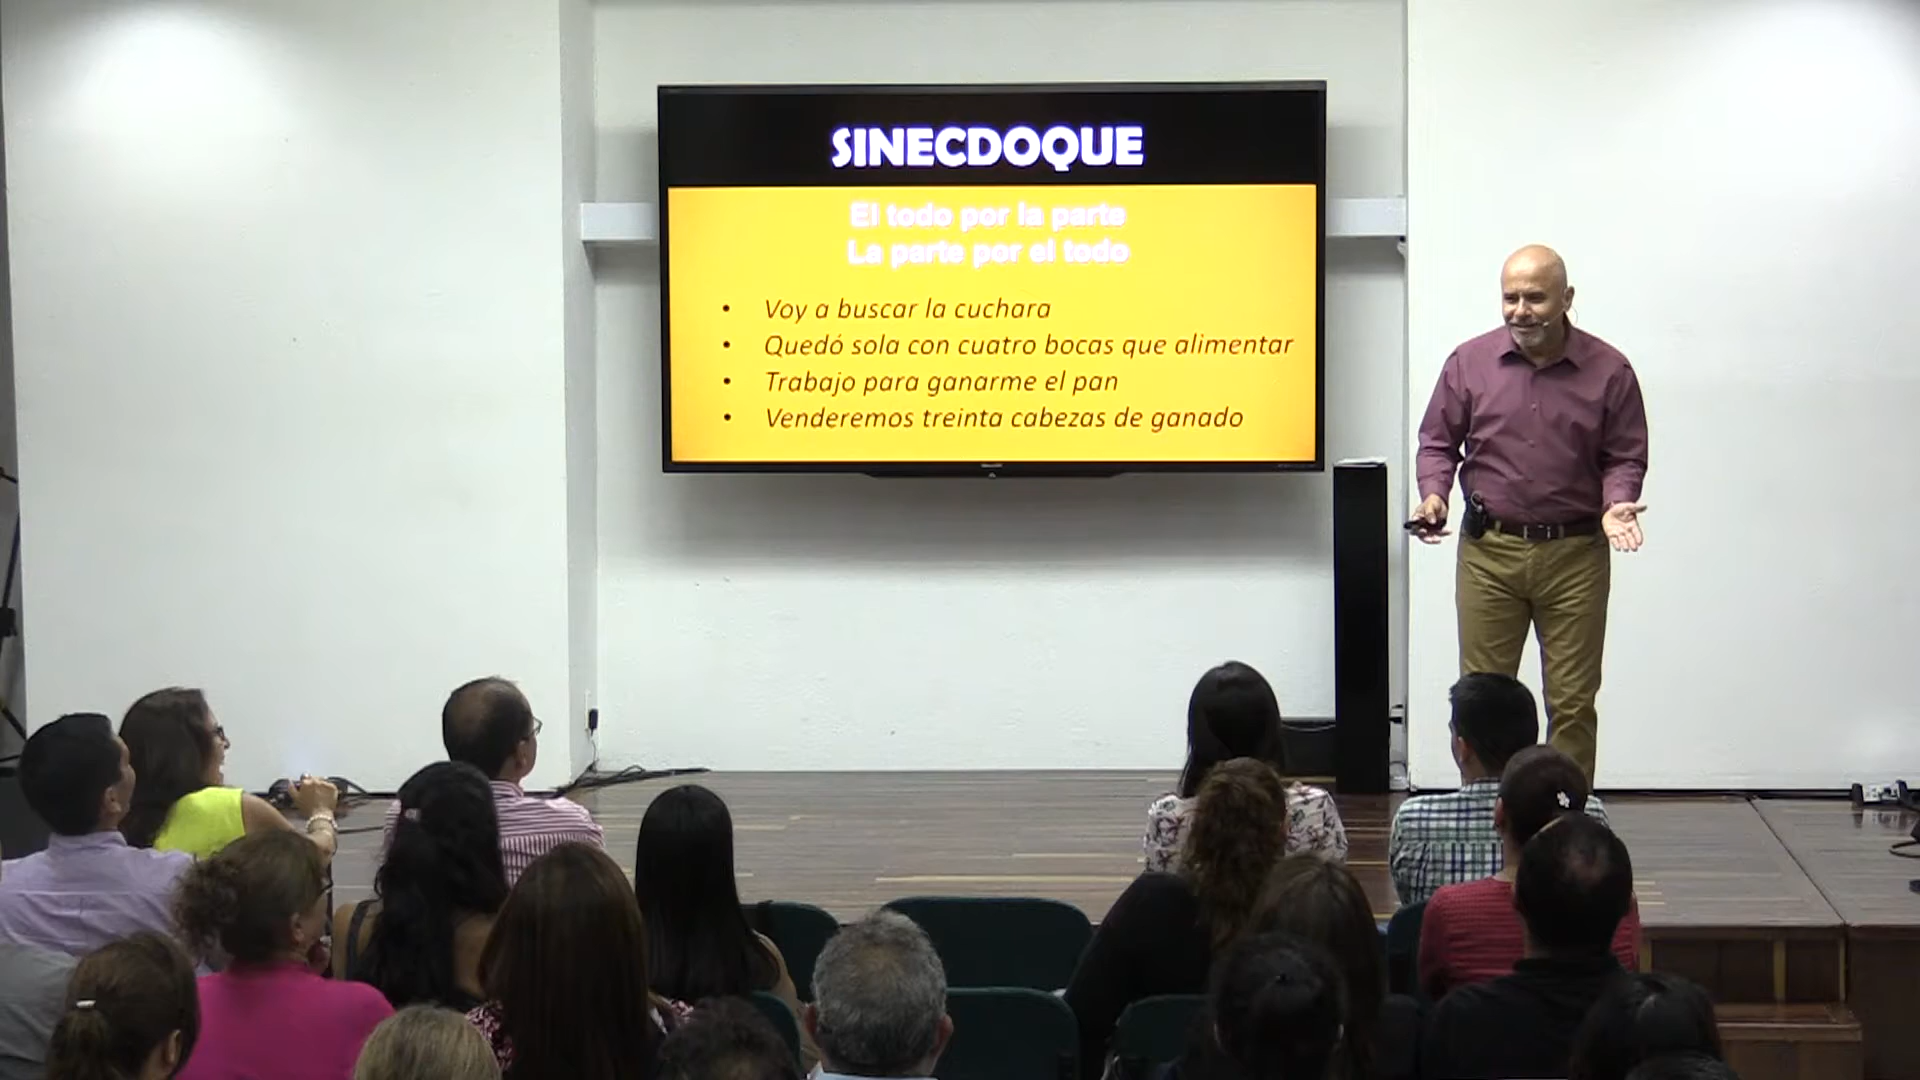 SINECDOQUE
El todo por la parte
La parte por el todo
• Voy a buscar la cuchara
• Quedó sola con cuatro bocas que alimentar
• Trabajo para ganarme el pan
• Venderemos treinta cabezas de ganado